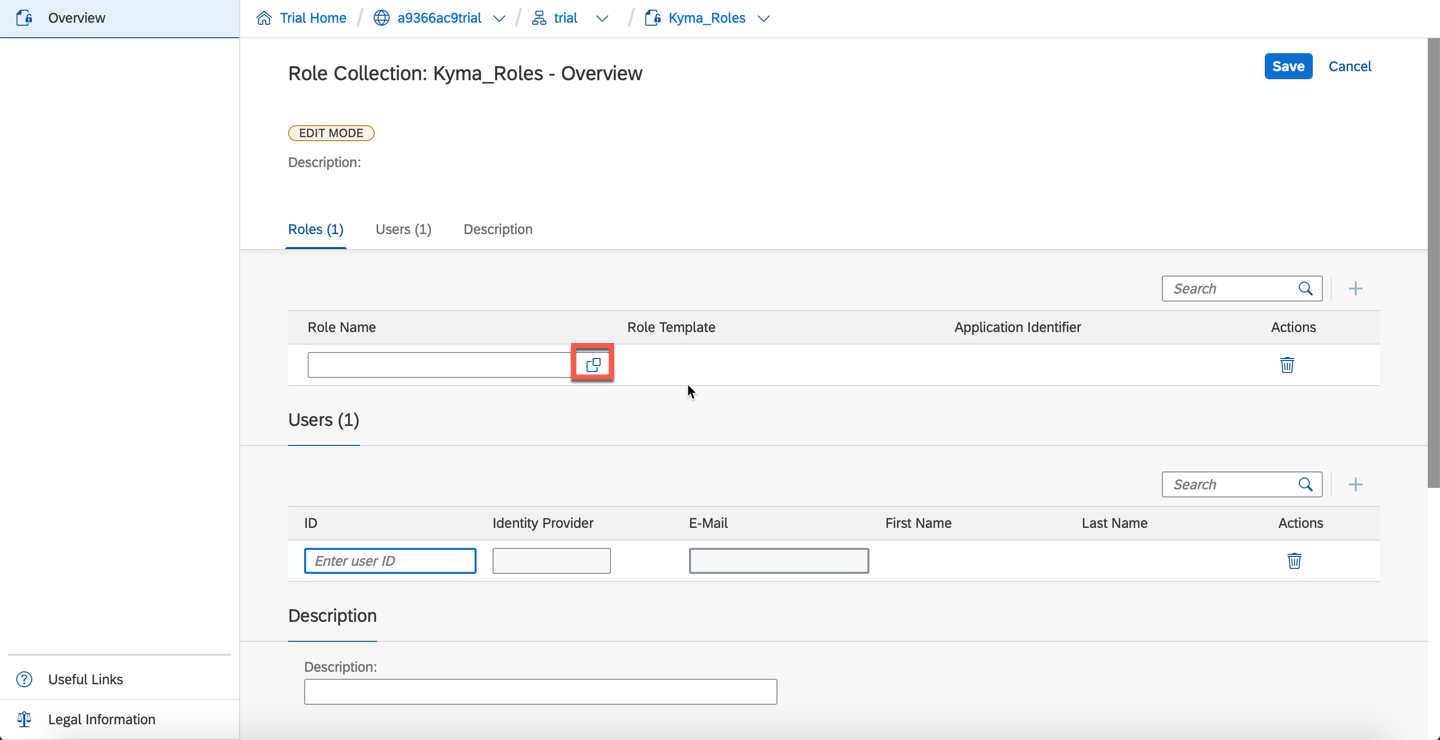 Overview
Trial Home / a9366ac9trial / trial / Kyma_Roles
Role Collection: Kyma_Roles - Overview
Save Cancel
EDIT MODE
Description:
Roles (1) Users (1) Description
Search
Role Name Role Template Application Identifier Actions
Users (1)
Search
ID Identity Provider E-Mail First Name Last Name Actions
Enter user ID
Description
Description:
Useful Links
Legal Information